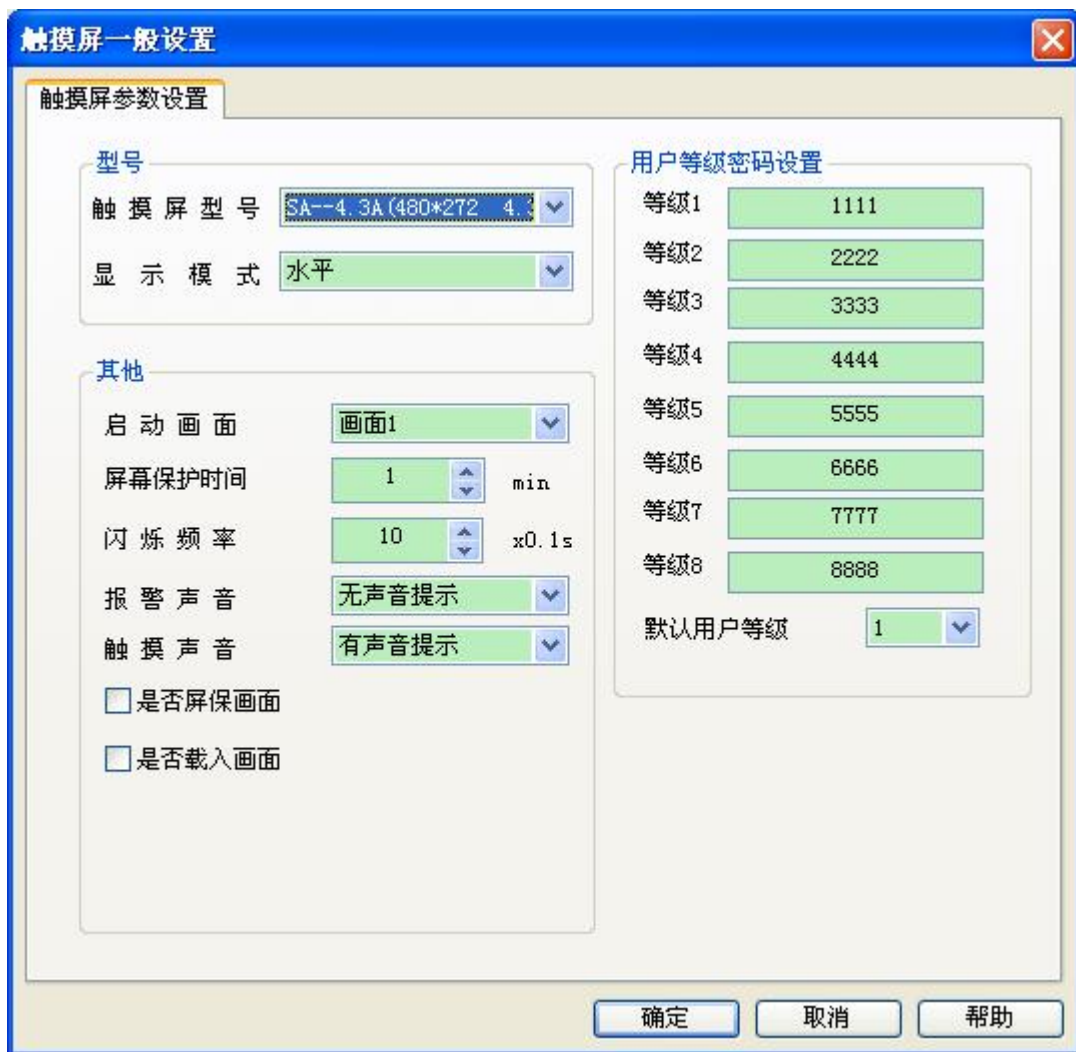 触摸屏一般设置
触摸屏参数设置
型号
触摸屏型号 SA--4.3A(480*272 4.3
显示模式 水平
其他
启动画面 画面1
屏幕保护时间 1 min
闪烁频率 10 x0.1s
报警声音 无声音提示
触摸声音 有声音提示
是否屏保画面
是否载入画面
用户等级密码设置
等级1 1111
等级2 2222
等级3 3333
等级4 4444
等级5 5555
等级6 6666
等级7 7777
等级8 8888
默认用户等级 1
确定 取消 帮助